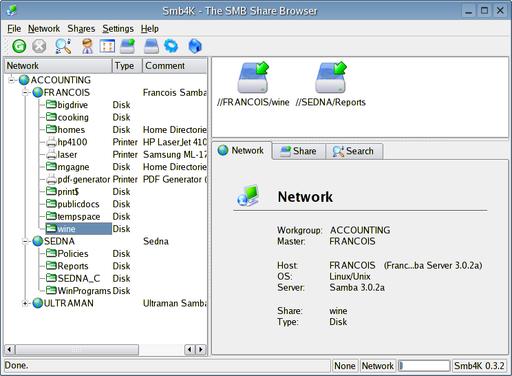 Smb4K - The SMB Share Browser
File Network Shares Settings Help
Network Type Comment
ACCOUNTING
FRANCOIS Francois Samba
bigdrive Disk
cooking Disk
homes Disk Home Directorie
hp4100 Printer HP LaserJet 410
laser Printer Samsung ML-17
mgagne Disk Home Directorie
pdf-generator Printer PDF Generator (
print$ Disk
publicdocs Disk
tempspace Disk
wine Disk
SEDNA Sedna
Policies Disk
Reports Disk
SEDNA_C Disk
WinPrograms Disk
ULTRAMAN Ultraman Samba
//FRANCOIS/wine //SEDNA/Reports
Network Share Search
Network
Workgroup: ACCOUNTING
Master: FRANCOIS
Host: FRANCOIS (Franc...ba Server 3.0.2a)
OS: Linux/Unix
Server: Samba 3.0.2a
Share: wine
Type: Disk
Done. None Network Smb4K 0.3.2